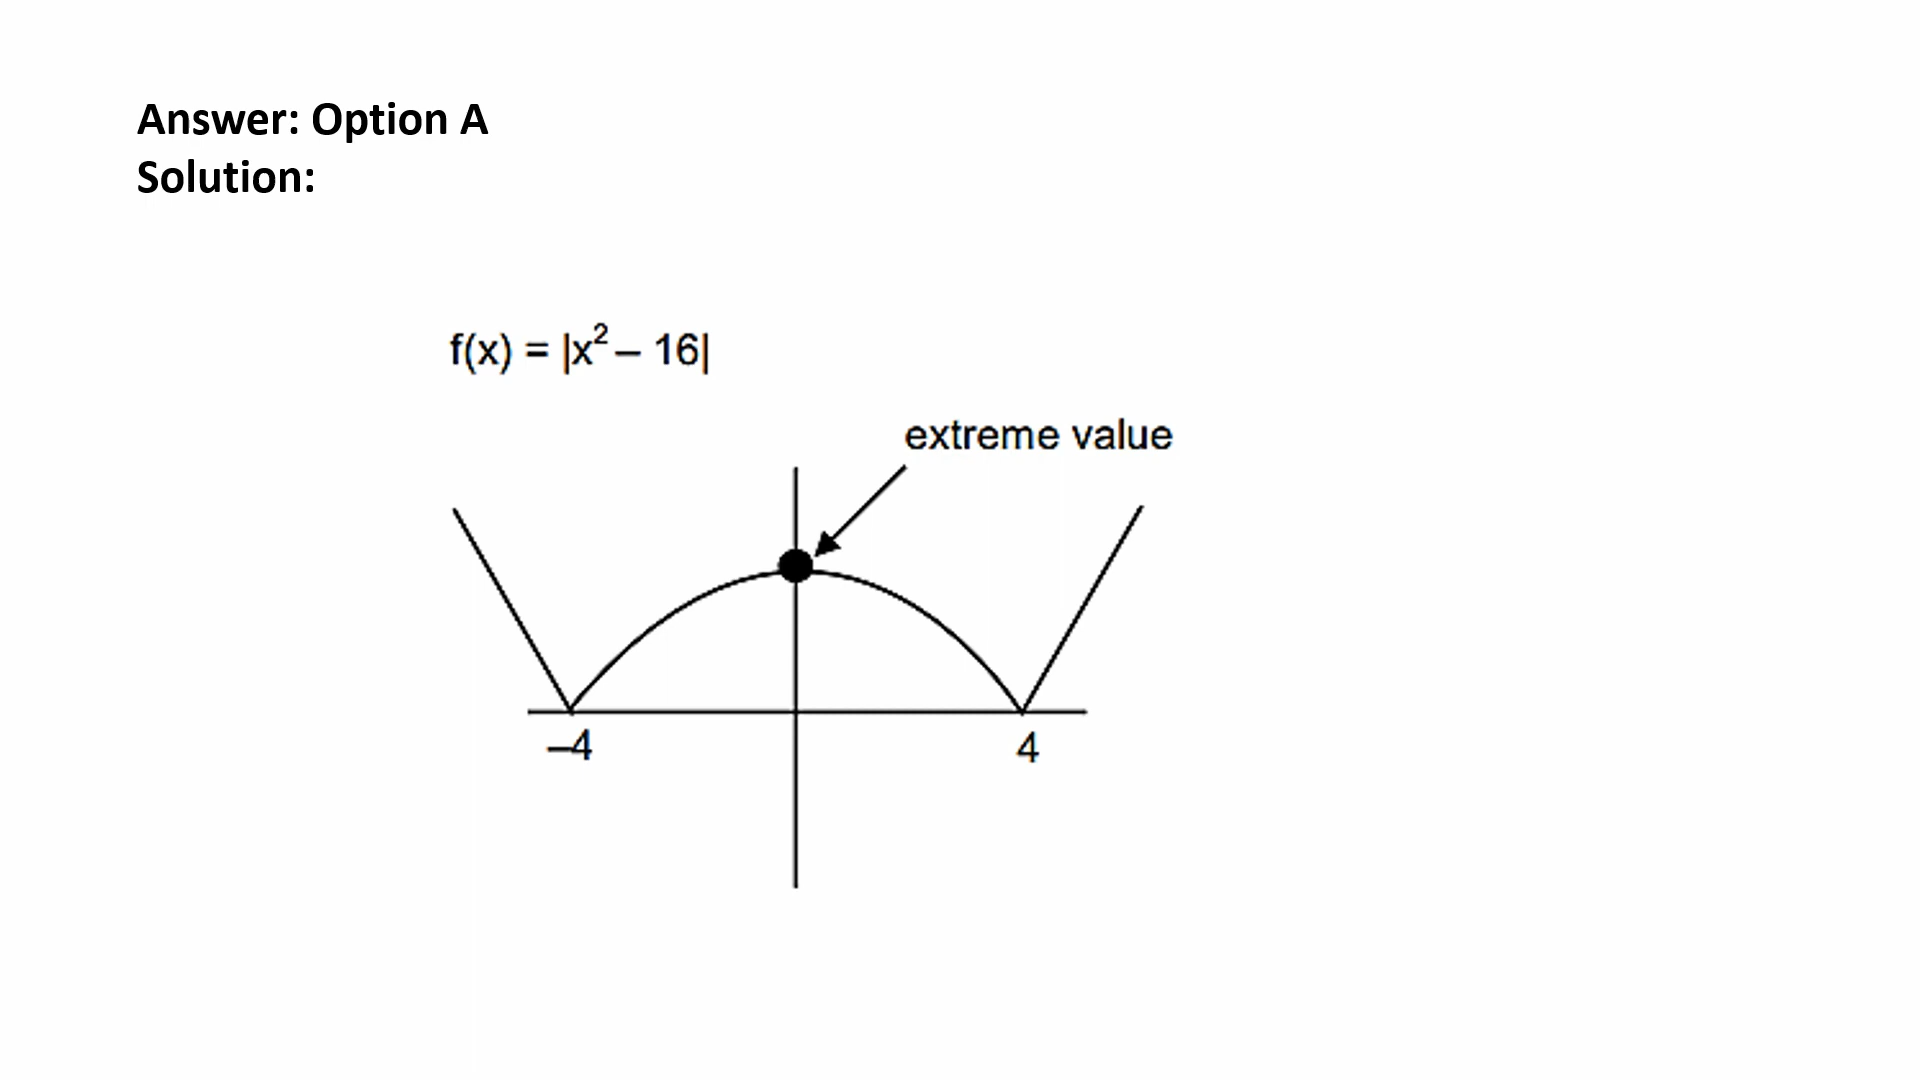 Answer: Option A
Solution:
f(x) = |x² – 16|
extreme value
–4
4